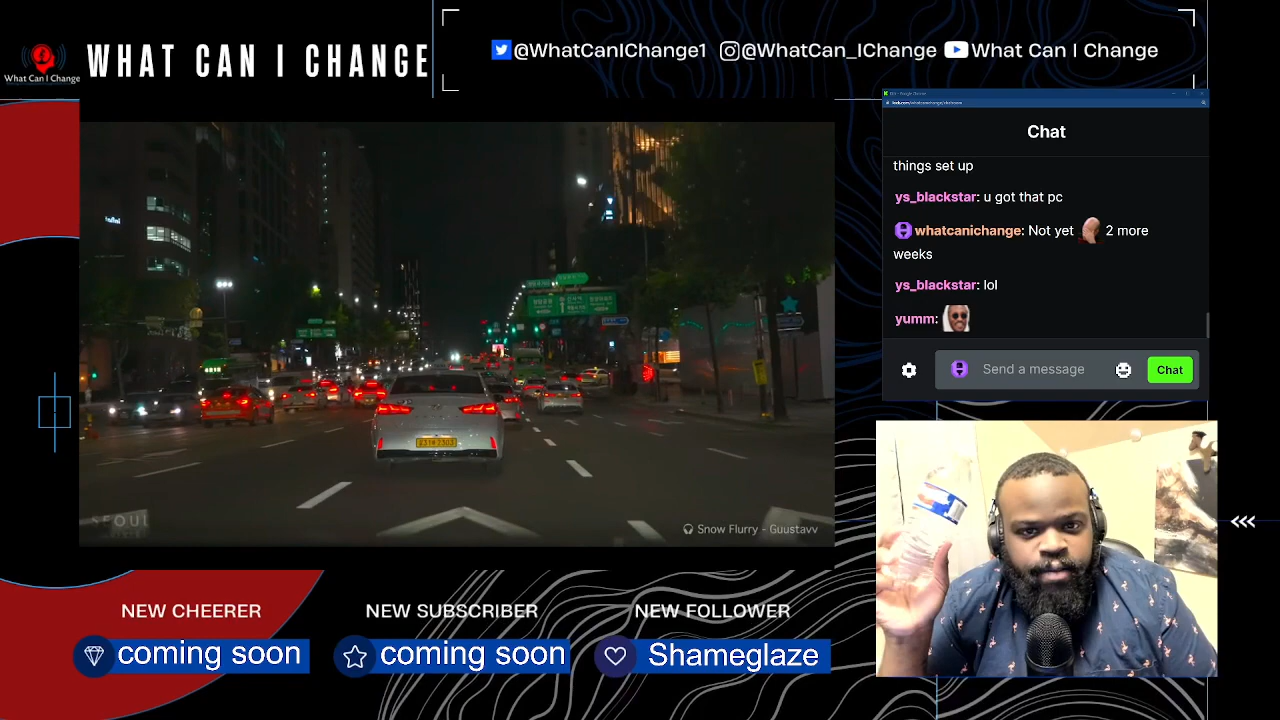 What Can I Change
WHAT CAN I CHANGE
@WhatCanIChange1 @WhatCan_IChange What Can I Change
Chat
things set up
ys_blackstar: u got that pc
whatcanichange: Not yet 2 more
weeks
ys_blackstar: lol
yumm:
Send a message
Chat
SEOUL
Snow Flurry - Guustavv
NEW CHEERER
NEW SUBSCRIBER
NEW FOLLOWER
coming soon
coming soon
Shameglaze